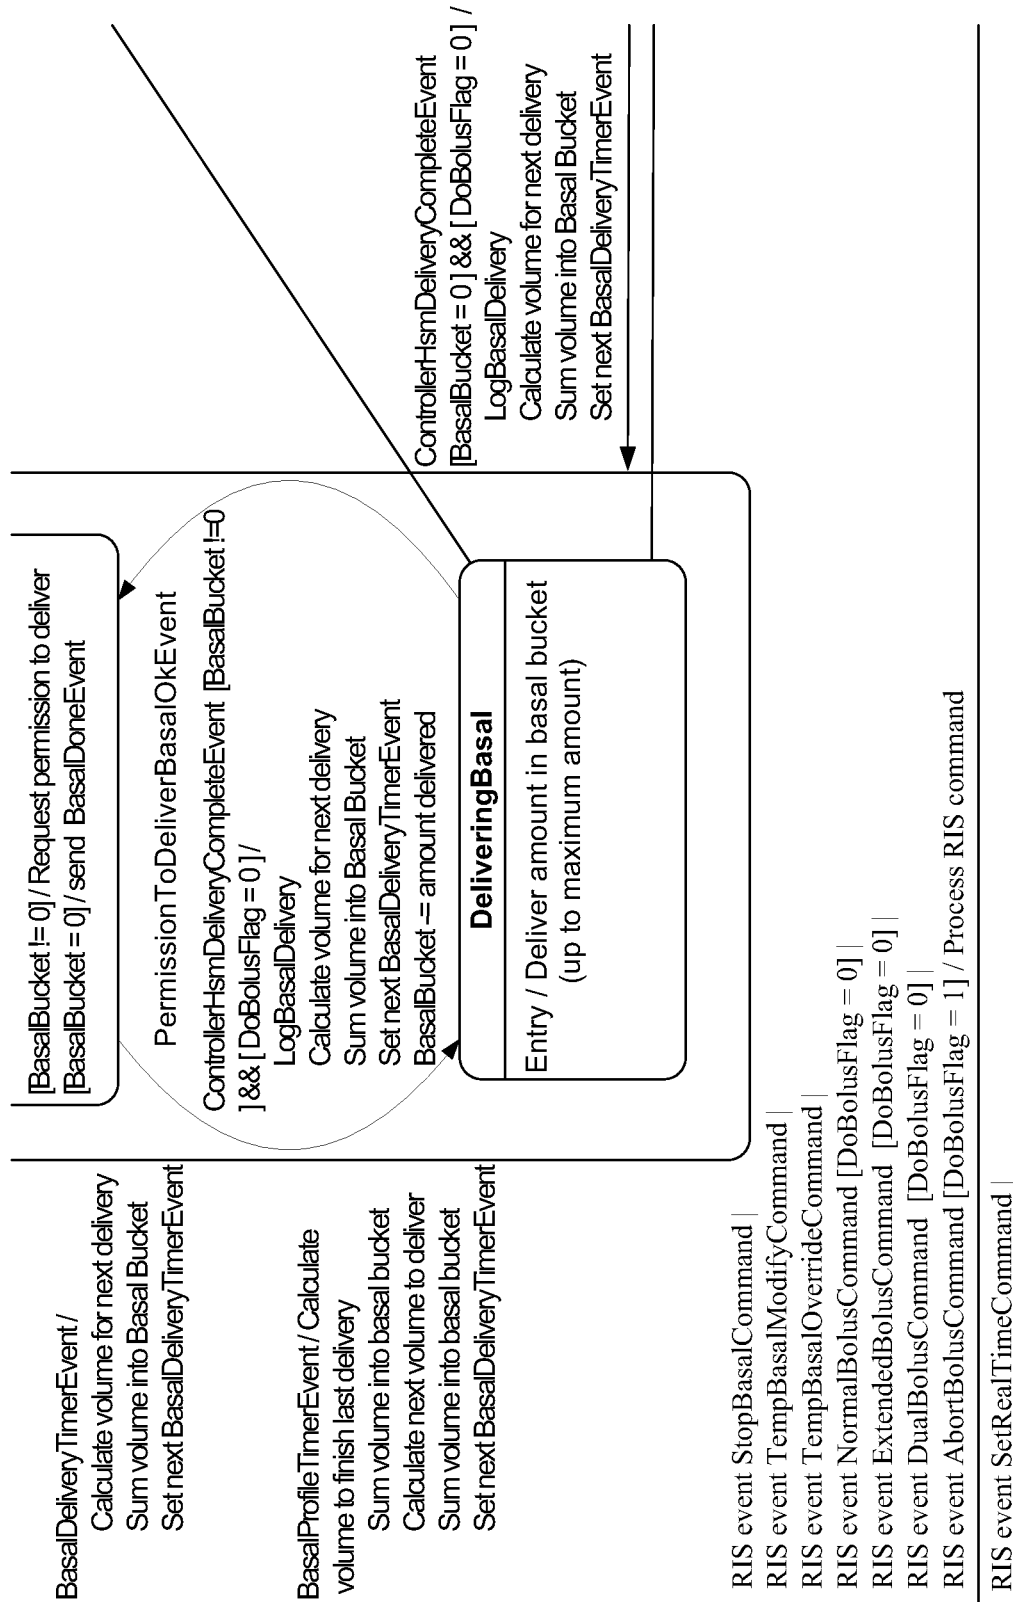 [BasalBucket != 0] / Request permission to deliver
[BasalBucket = 0] / send BasalDoneEvent
PermissionToDeliverBasalOkEvent
ControllerHsmDeliveryCompleteEvent [BasalBucket !=0
] && [DoBolusFlag = 0] /
LogBasalDelivery
Calculate volume for next delivery
Sum volume into Basal Bucket
Set next BasalDeliveryTimerEvent
BasalBucket -= amount delivered
DeliveringBasal
Entry / Deliver amount in basal bucket
(up to maximum amount)
ControllerHsmDeliveryCompleteEvent
[BasalBucket = 0] && [DoBolusFlag = 0] /
LogBasalDelivery
Calculate volume for next delivery
Sum volume into Basal Bucket
Set next BasalDeliveryTimerEvent
BasalDeliveryTimerEvent /
Calculate volume for next delivery
Sum volume into Basal Bucket
Set next BasalDeliveryTimerEvent
BasalProfileTimerEvent / Calculate
volume to finish last delivery
Sum volume into basal bucket
Calculate next volume to deliver
Sum volume into basal bucket
Set next BasalDeliveryTimerEvent
RIS event StopBasalCommand |
RIS event TempBasalModifyCommand |
RIS event TempBasalOverrideCommand |
RIS event NormalBolusCommand [DoBolusFlag = 0] |
RIS event ExtendedBolusCommand [DoBolusFlag = 0] |
RIS event DualBolusCommand [DoBolusFlag = 0] |
RIS event AbortBolusCommand [DoBolusFlag = 1] / Process RIS command
RIS event SetRealTimeCommand |